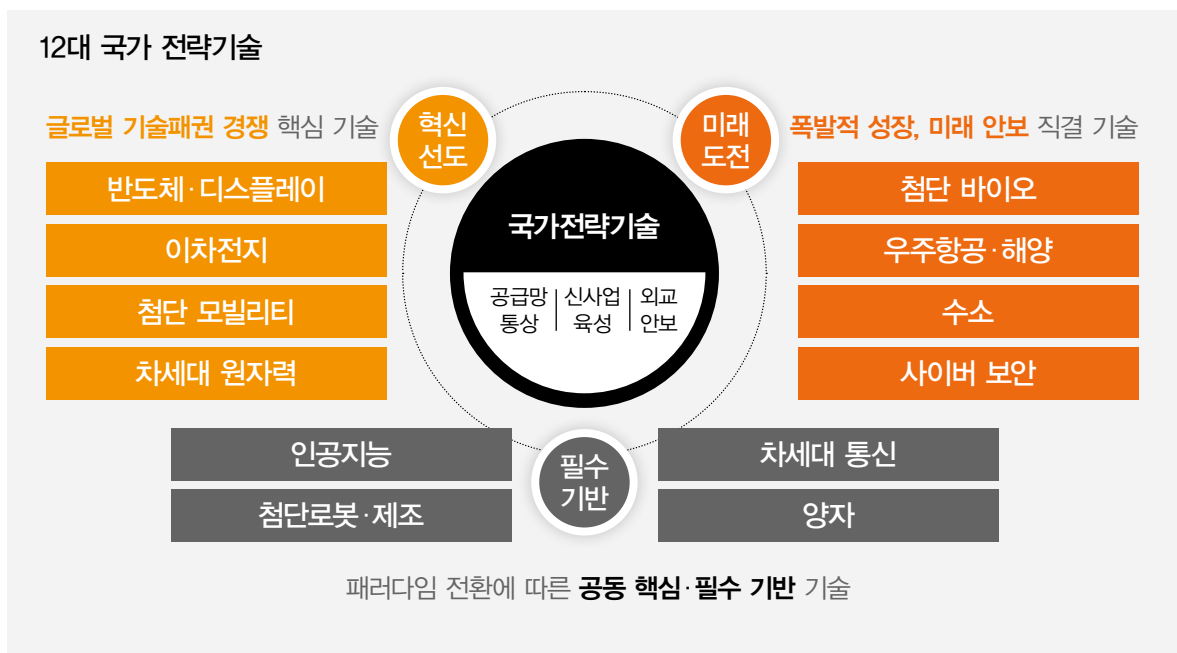 12대 국가 전략기술
글로벌 기술패권 경쟁 핵심 기술
혁신
선도
반도체·디스플레이
이차전지
첨단 모빌리티
차세대 원자력
미래
도전
폭발적 성장, 미래 안보 직결 기술
첨단 바이오
우주항공·해양
수소
사이버 보안
국가전략기술
공급망 | 신사업 | 외교
통상 | 육성 | 안보
필수
기반
인공지능
첨단로봇·제조
차세대 통신
양자
패러다임 전환에 따른 공동 핵심·필수 기반 기술